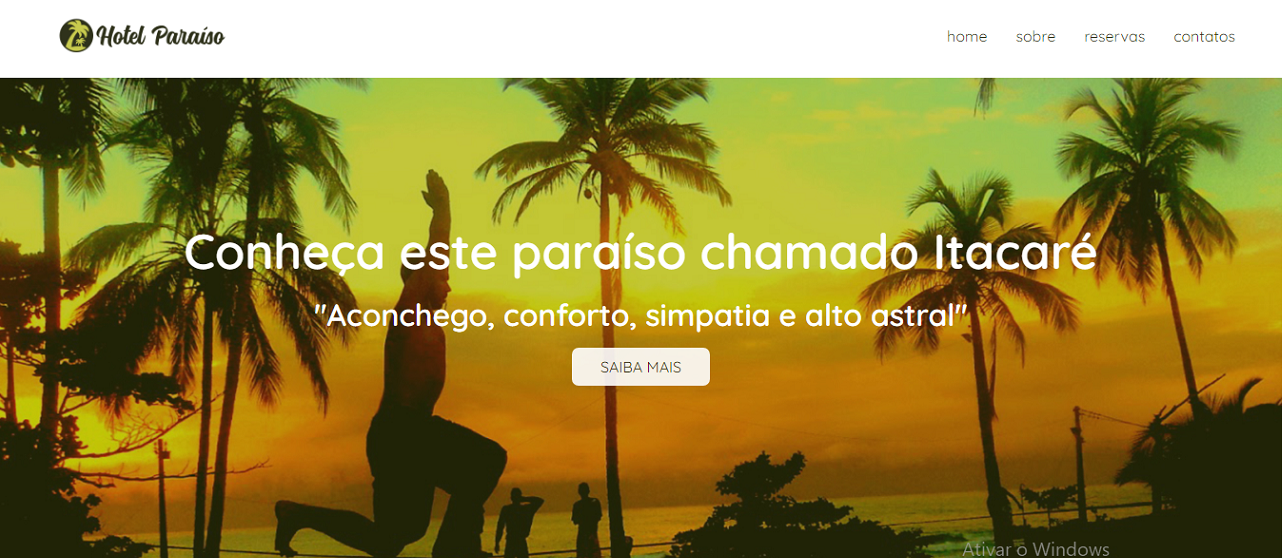 Hotel Paraíso
home sobre reservas contatos
Conheça este paraíso chamado Itacaré
"Aconchego, conforto, simpatia e alto astral"
SAIBA MAIS
Ativar o Windows